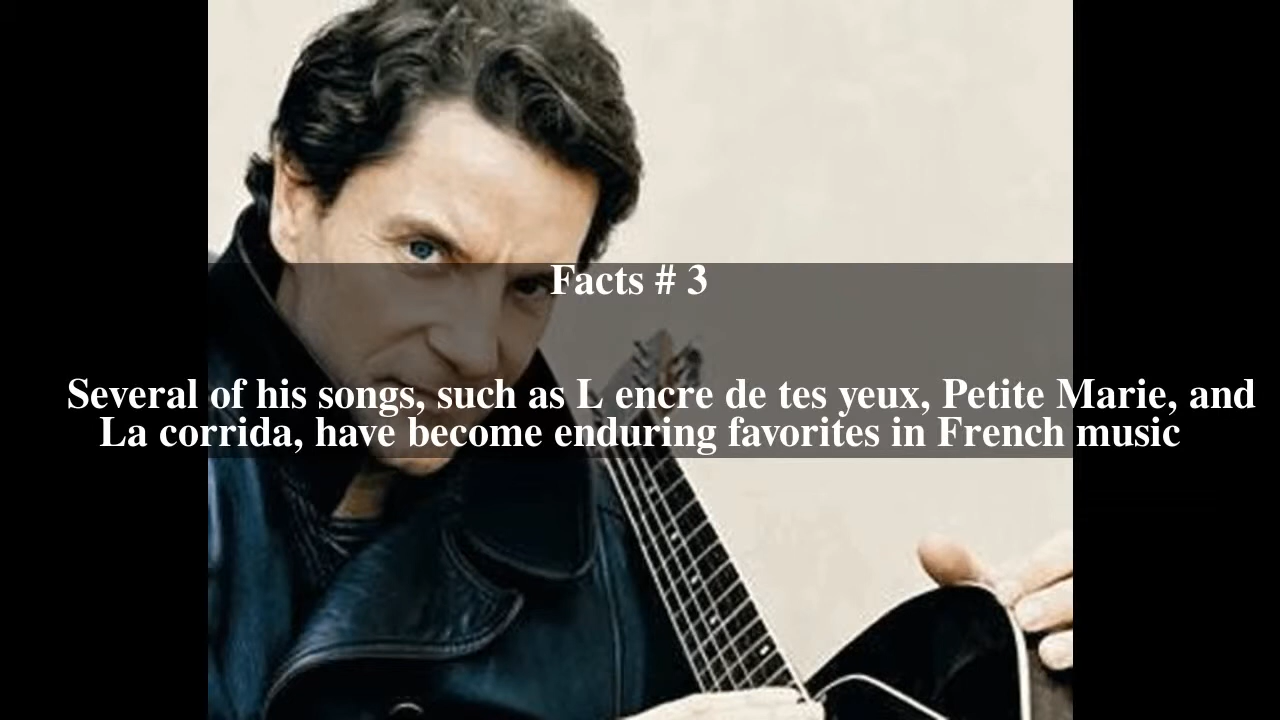 Facts # 3
Several of his songs, such as L encre de tes yeux, Petite Marie, and
La corrida, have become enduring favorites in French music